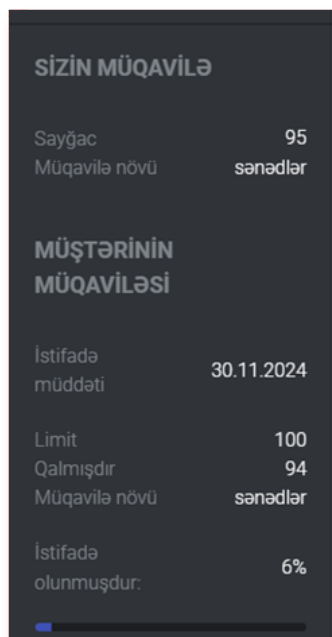 SİZİN MÜQAVİLƏ
Sayğac 95
Müqavilə növü sənədlər
MÜŞTƏRİNİN
MÜQAVİLƏSİ
İstifadə
müddəti 30.11.2024
Limit 100
Qalmışdır 94
Müqavilə növü sənədlər
İstifadə
olunmuşdur: 6%